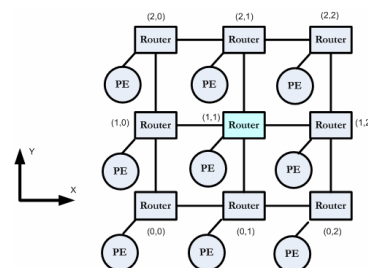 (2,0) (2,1) (2,2)
Router Router Router
PE PE PE
(1,0) (1,1) (1,2
Router Router Router
Y
PE PE PE
X
Router Router Router
(0,0) (0,1) (0,2)
PE PE PE